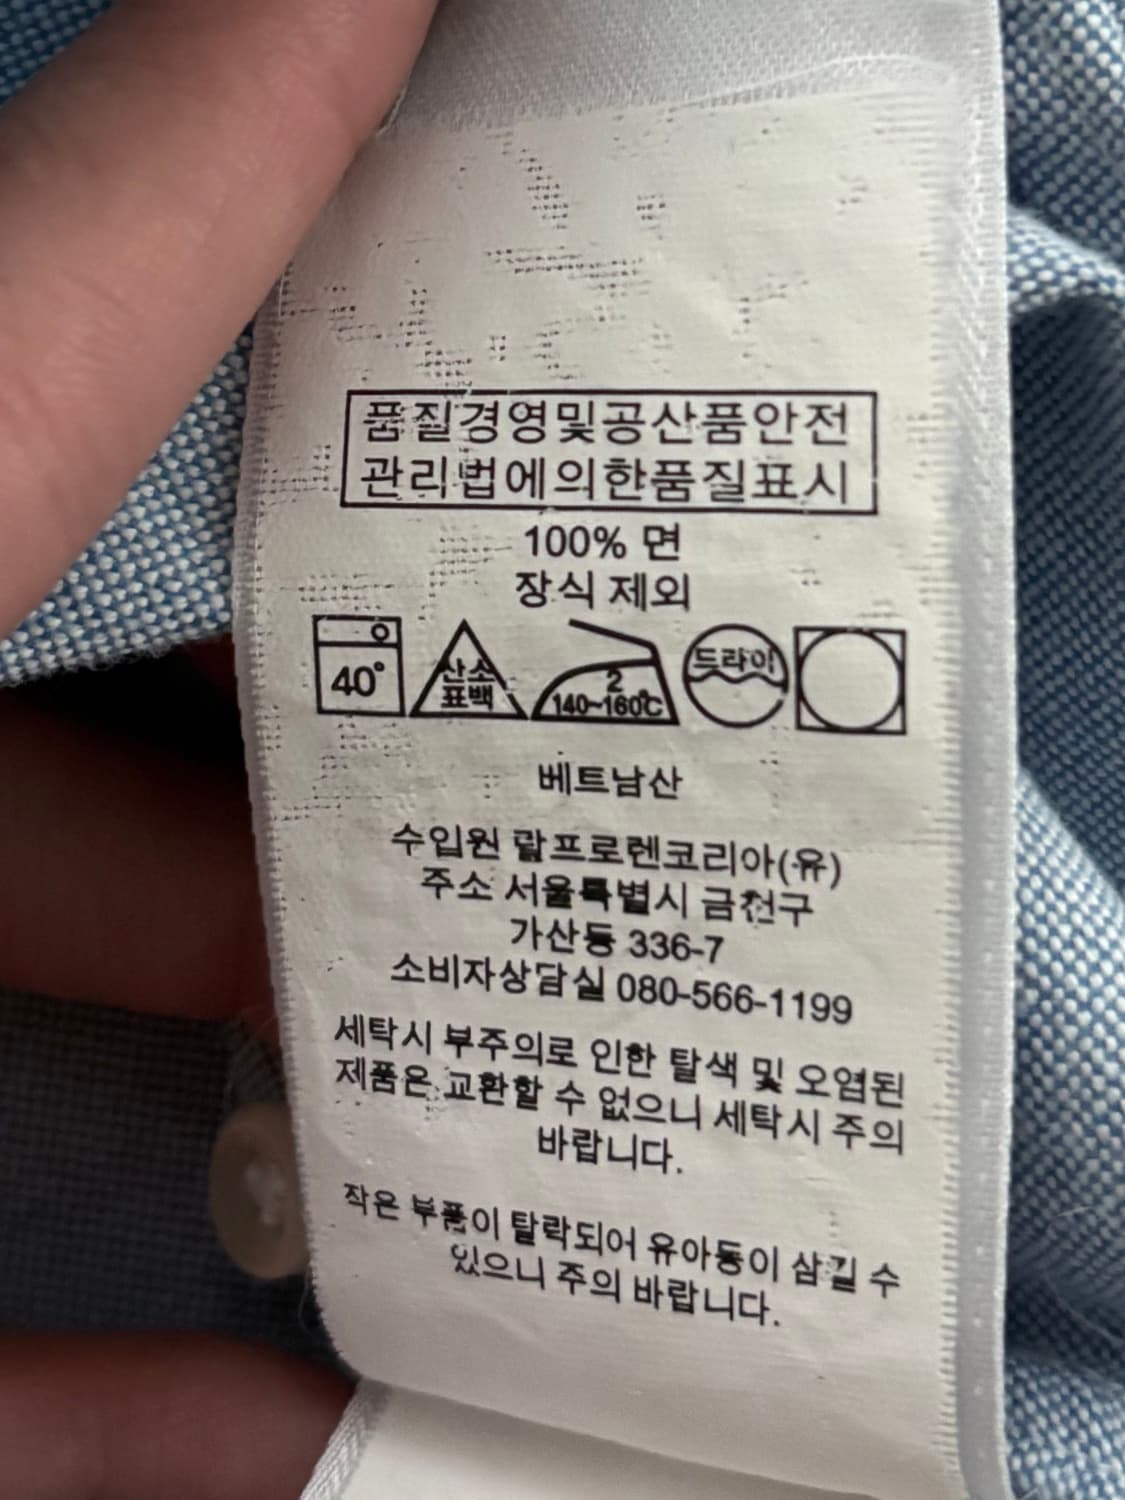 품질경영및공산품안전
관리법에의한품질표시
100% 면
장식 제외
40°
산소
표백
2
140~160℃
드라이
베트남산
수입원 랄프로렌코리아(유)
주소 서울특별시 금천구
가산동 336-7
소비자상담실 080-566-1199
세탁시 부주의로 인한 탈색 및 오염된
제품은 교환할 수 없으니 세탁시 주의
바랍니다.
작은 부품이 탈락되어 유아동이 삼킬 수
있으니 주의 바랍니다.